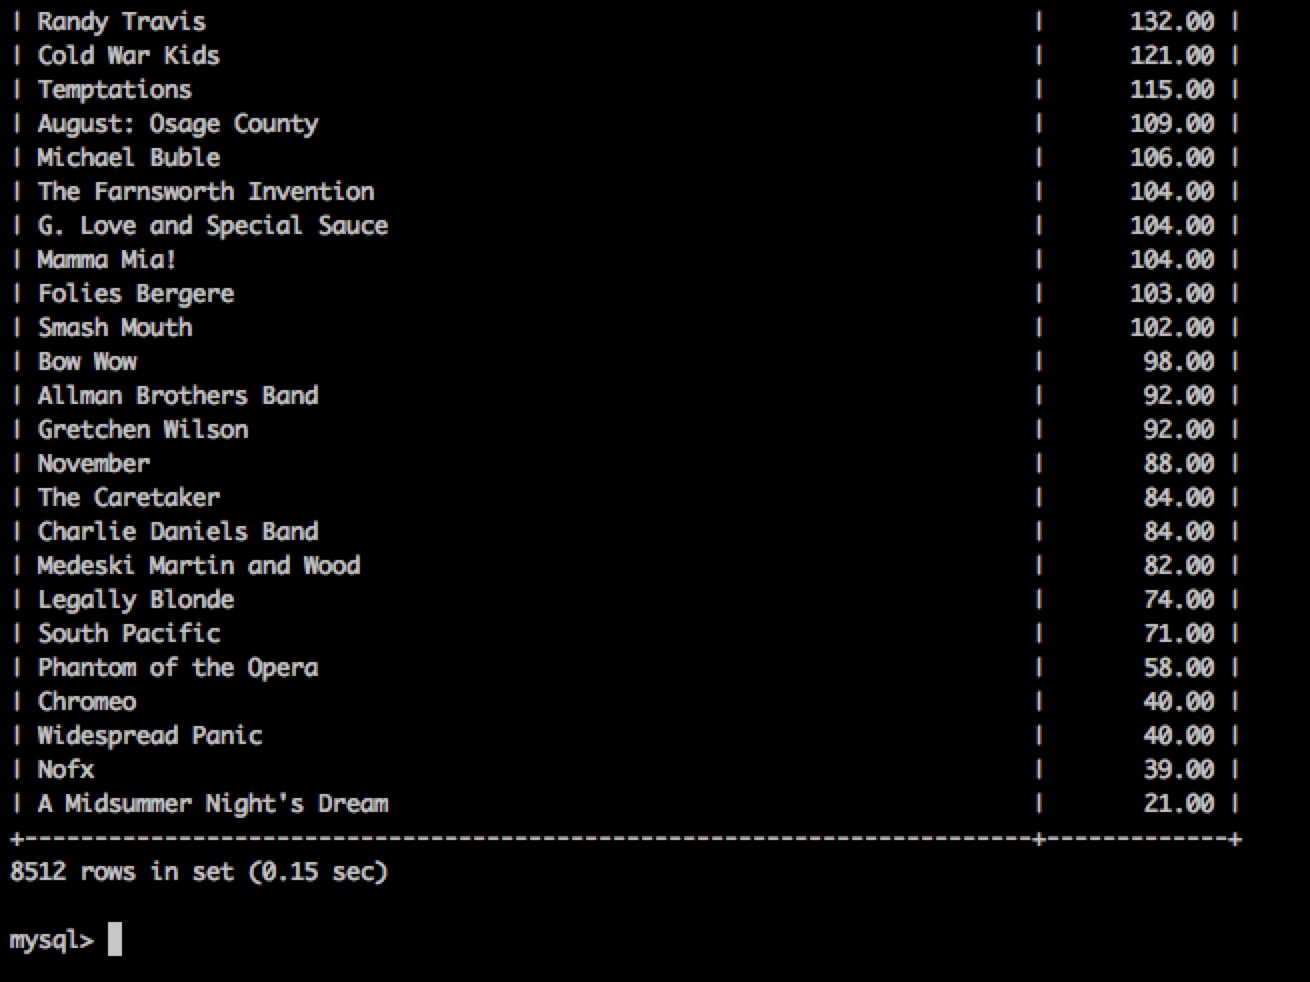 | Randy Travis | 132.00 |
| Cold War Kids | 121.00 |
| Temptations | 115.00 |
| August: Osage County | 109.00 |
| Michael Buble | 106.00 |
| The Farnsworth Invention | 104.00 |
| G. Love and Special Sauce | 104.00 |
| Mamma Mia! | 104.00 |
| Folies Bergere | 103.00 |
| Smash Mouth | 102.00 |
| Bow Wow | 98.00 |
| Allman Brothers Band | 92.00 |
| Gretchen Wilson | 92.00 |
| November | 88.00 |
| The Caretaker | 84.00 |
| Charlie Daniels Band | 84.00 |
| Medeski Martin and Wood | 82.00 |
| Legally Blonde | 74.00 |
| South Pacific | 71.00 |
| Phantom of the Opera | 58.00 |
| Chromeo | 40.00 |
| Widespread Panic | 40.00 |
| Nofx | 39.00 |
| A Midsummer Night's Dream | 21.00 |
+------------------------------------------------------------------------+-------------+
8512 rows in set (0.15 sec)
mysql>